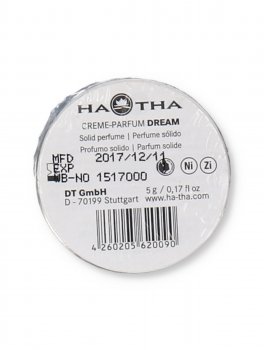 HA THA
CREME-PARFUM DREAM
Solid perfume | Perfume sólido
Profumo solido | Parfum solide
MFD 2017/12/11
EXP
WB-NO 1517000
Ni Zi
DT GmbH
D - 70199 Stuttgart
5 g / 0,17 fl.oz
www.ha-tha.com
4 260205 620090